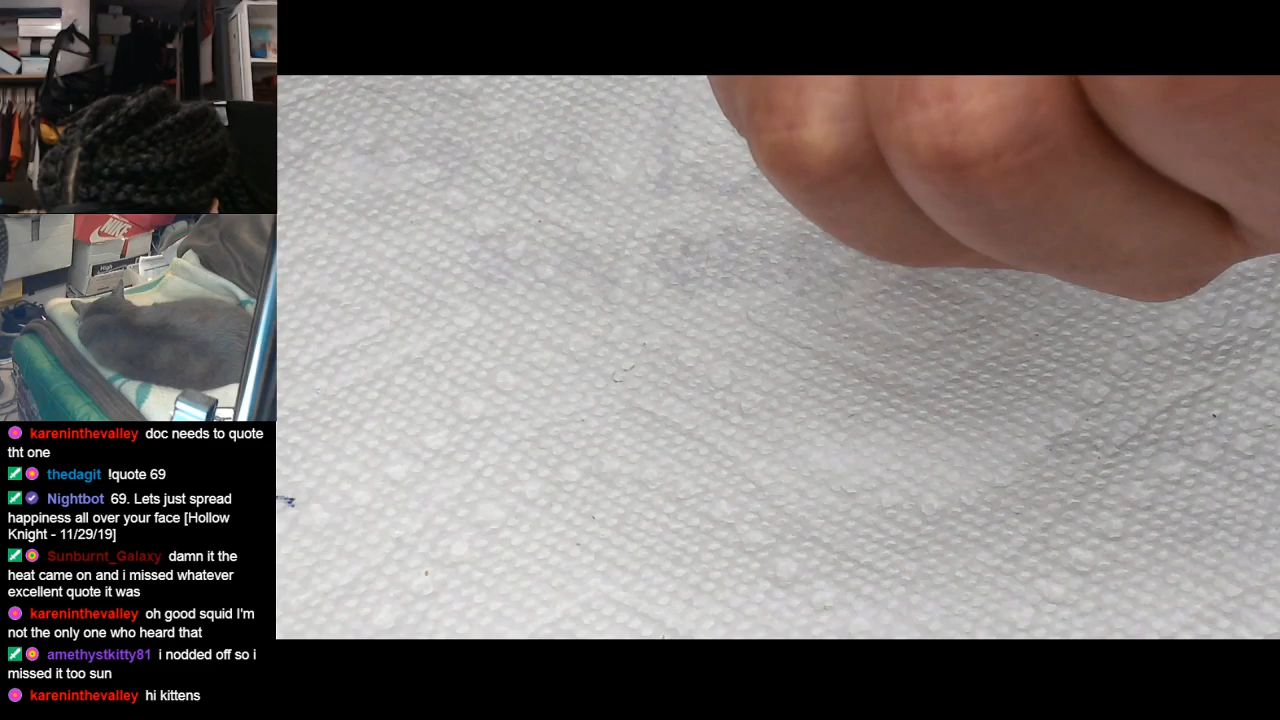 NIKE
kareninthevalley doc needs to quote
tht one
thedagit !quote 69
Nightbot 69. Lets just spread
happiness all over your face [Hollow
Knight - 11/29/19]
Sunburnt_Galaxy damn it the
heat came on and i missed whatever
excellent quote it was
kareninthevalley oh good squid I'm
not the only one who heard that
amethystkitty81 i nodded off so i
missed it too sun
kareninthevalley hi kittens